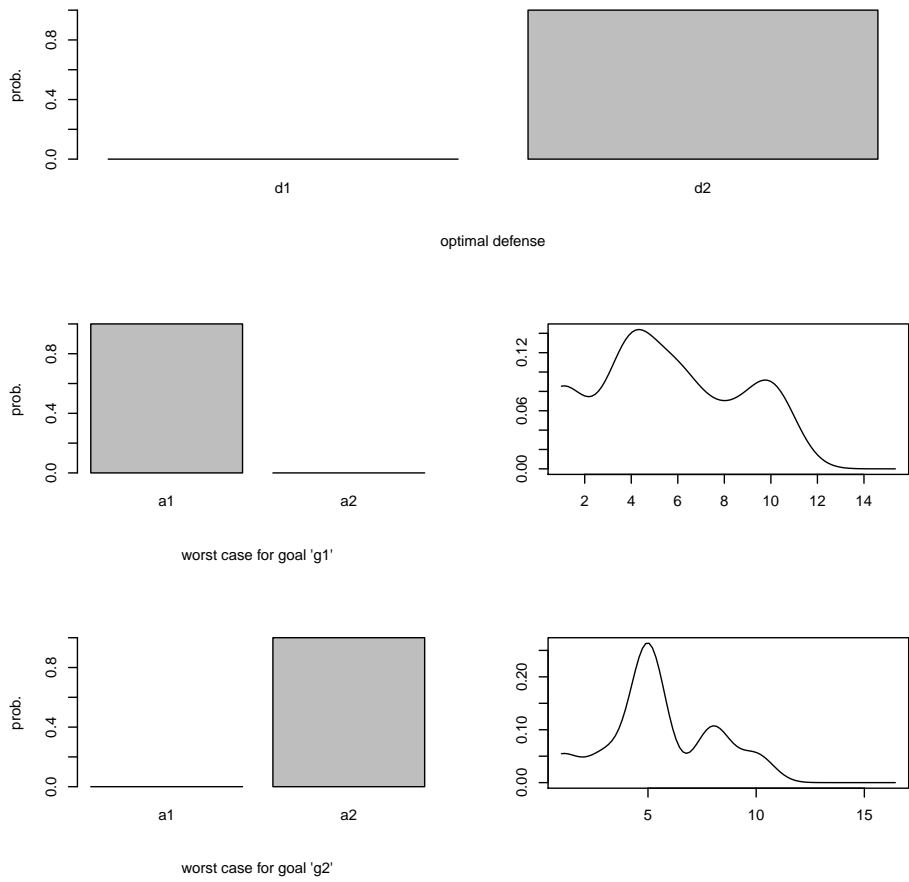 prob.
0.0 0.4 0.8
d1 d2
optimal defense
prob.
0.0 0.4 0.8
a1 a2
worst case for goal 'g1'
0.00 0.06 0.12
2 4 6 8 10 12 14
prob.
0.0 0.4 0.8
a1 a2
worst case for goal 'g2'
0.00 0.10 0.20
5 10 15